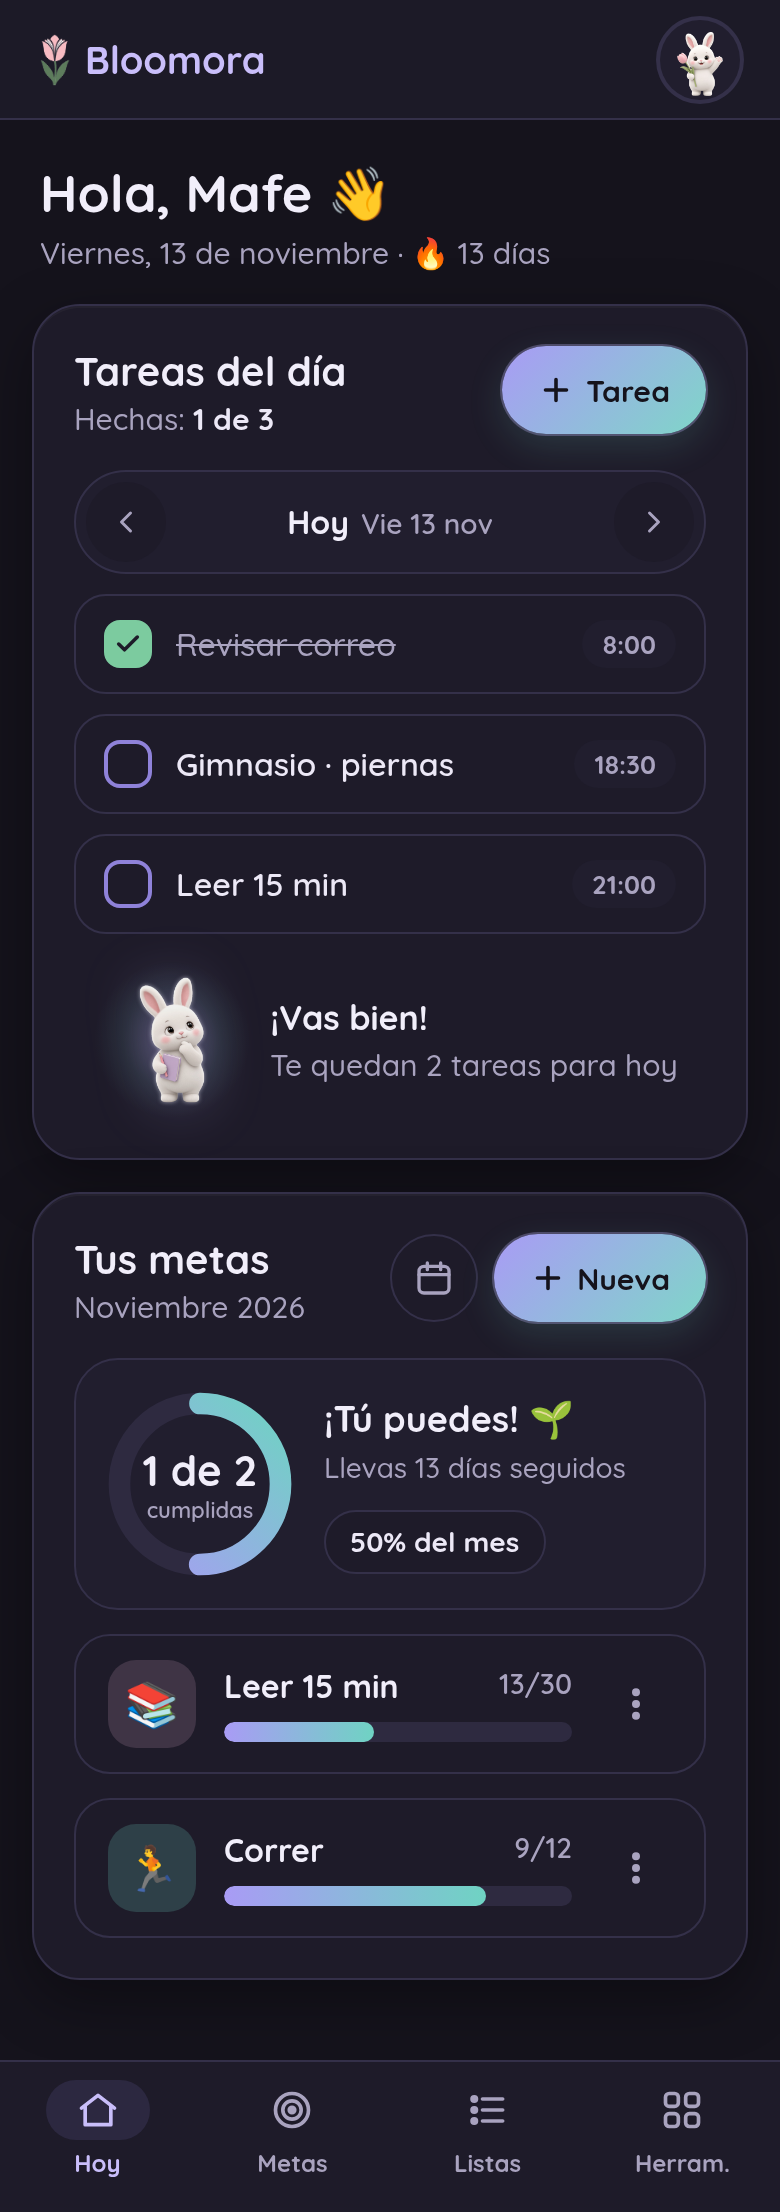 Bloomora
Hola, Mafe 👋
Viernes, 13 de noviembre · 🔥 13 días
Tareas del día
Hechas: 1 de 3
+ Tarea
Hoy Vie 13 nov
Revisar correo 8:00
Gimnasio · piernas 18:30
Leer 15 min 21:00
¡Vas bien!
Te quedan 2 tareas para hoy
Tus metas
Noviembre 2026
+ Nueva
1 de 2
cumplidas
¡Tú puedes! 🌱
Llevas 13 días seguidos
50% del mes
Leer 15 min 13/30
Correr 9/12
Hoy Metas Listas Herram.